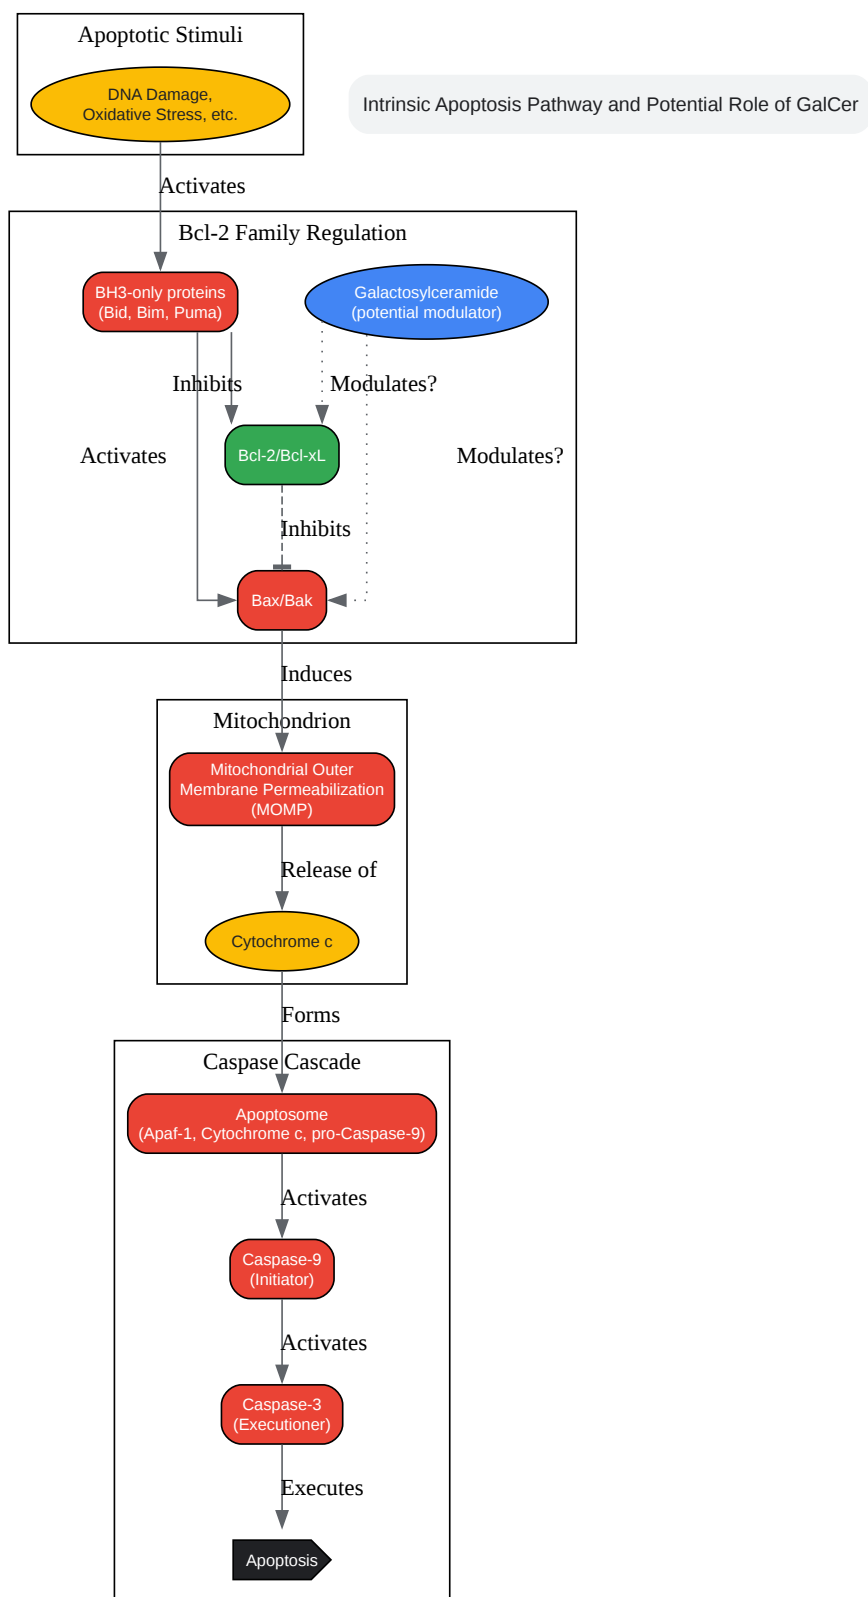 Apoptotic Stimuli
DNA Damage,
Oxidative Stress, etc.
Intrinsic Apoptosis Pathway and Potential Role of GalCer
Activates
Bcl-2 Family Regulation
BH3-only proteins
(Bid, Bim, Puma)
Galactosylceramide
(potential modulator)
Inhibits
Modulates?
Activates
Bcl-2/Bcl-xL
Modulates?
Inhibits
Bax/Bak
Induces
Mitochondrion
Mitochondrial Outer
Membrane Permeabilization
(MOMP)
Release of
Cytochrome c
Forms
Caspase Cascade
Apoptosome
(Apaf-1, Cytochrome c, pro-Caspase-9)
Activates
Caspase-9
(Initiator)
Activates
Caspase-3
(Executioner)
Executes
Apoptosis